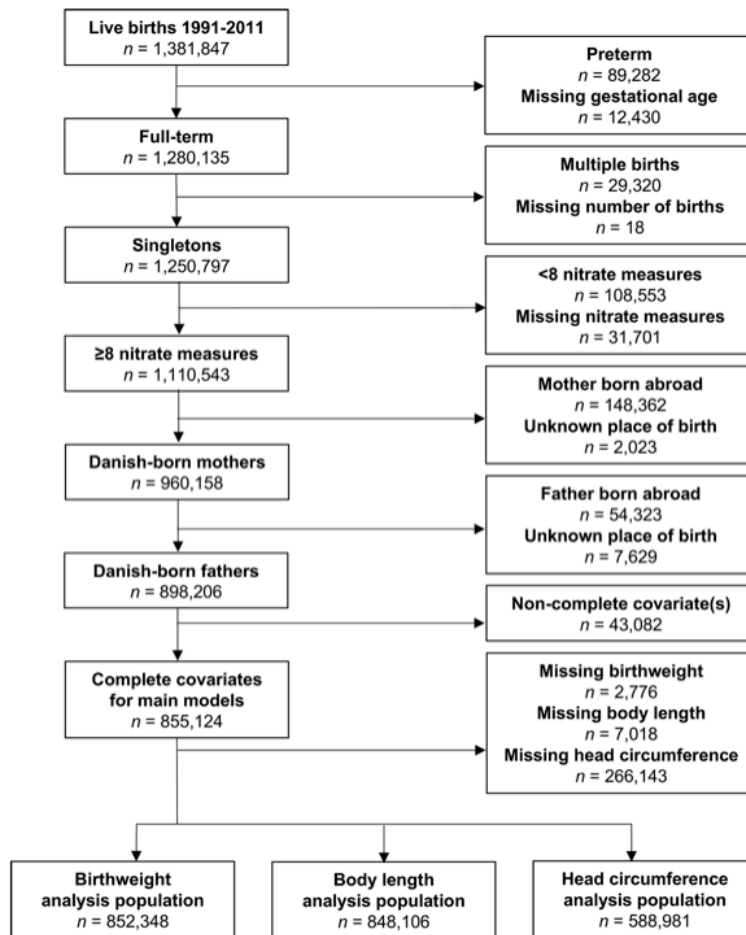 Live births 1991-2011
n = 1,381,847
Preterm
n = 89,282
Missing gestational age
n = 12,430
Full-term
n = 1,280,135
Multiple births
n = 29,320
Missing number of births
n = 18
Singletons
n = 1,250,797
<8 nitrate measures
n = 108,553
Missing nitrate measures
n = 31,701
≥8 nitrate measures
n = 1,110,543
Mother born abroad
n = 148,362
Unknown place of birth
n = 2,023
Danish-born mothers
n = 960,158
Father born abroad
n = 54,323
Unknown place of birth
n = 7,629
Danish-born fathers
n = 898,206
Non-complete covariate(s)
n = 43,082
Complete covariates
for main models
n = 855,124
Missing birthweight
n = 2,776
Missing body length
n = 7,018
Missing head circumference
n = 266,143
Birthweight
analysis population
n = 852,348
Body length
analysis population
n = 848,106
Head circumference
analysis population
n = 588,981